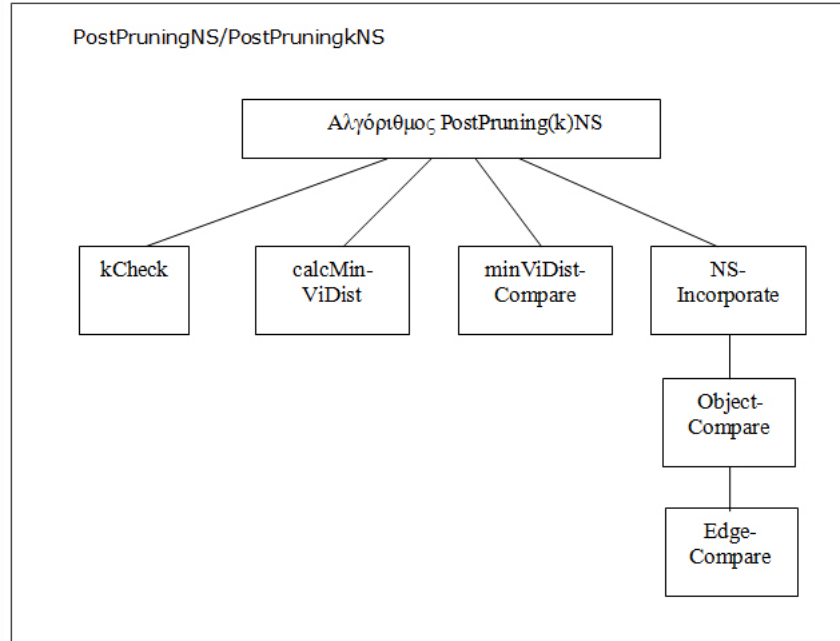 PostPruningNS/PostPruningkNS
Αλγόριθμος PostPruning(k)NS
kCheck
calcMin-
ViDist
minViDist-
Compare
NS-
Incorporate
Object-
Compare
Edge-
Compare